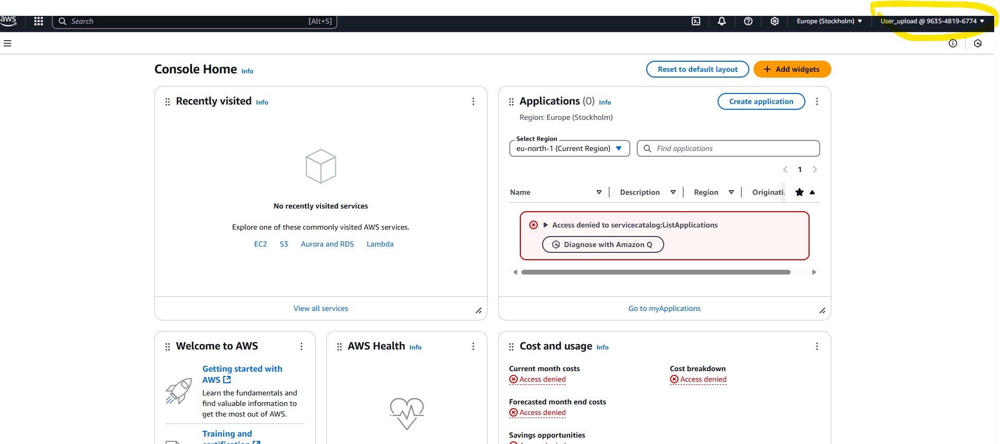 aws
Search [Alt+S]
Europe (Stockholm)
User_upload @ 9635-4819-6774
Console Home Info
Reset to default layout
Add widgets
Recently visited Info
No recently visited services
Explore one of these commonly visited AWS services.
EC2 S3 Aurora and RDS Lambda
View all services
Applications (0) Info
Create application
Region: Europe (Stockholm)
Select Region
eu-north-1 (Current Region)
Find applications
1
Name Description Region Originati
Access denied to servicecatalog:ListApplications
Diagnose with Amazon Q
Go to myApplications
Welcome to AWS
Getting started with
AWS
Learn the fundamentals and
find valuable information to
get the most out of AWS.
Training and
certification
AWS Health Info
Cost and usage Info
Current month costs
Access denied
Cost breakdown
Access denied
Forecasted month end costs
Access denied
Savings opportunities